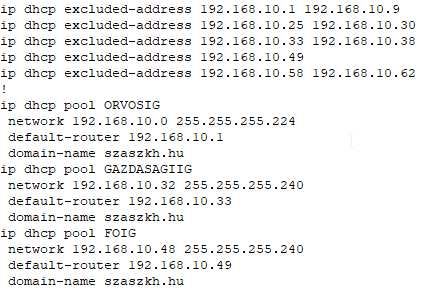 ip dhcp excluded-address 192.168.10.1 192.168.10.9
ip dhcp excluded-address 192.168.10.25 192.168.10.30
ip dhcp excluded-address 192.168.10.33 192.168.10.38
ip dhcp excluded-address 192.168.10.49
ip dhcp excluded-address 192.168.10.58 192.168.10.62
!
ip dhcp pool ORVOSIG
 network 192.168.10.0 255.255.255.224
 default-router 192.168.10.1
 domain-name szaszkh.hu
ip dhcp pool GAZDASAGIIG
 network 192.168.10.32 255.255.255.240
 default-router 192.168.10.33
 domain-name szaszkh.hu
ip dhcp pool FOIG
 network 192.168.10.48 255.255.255.240
 default-router 192.168.10.49
 domain-name szaszkh.hu